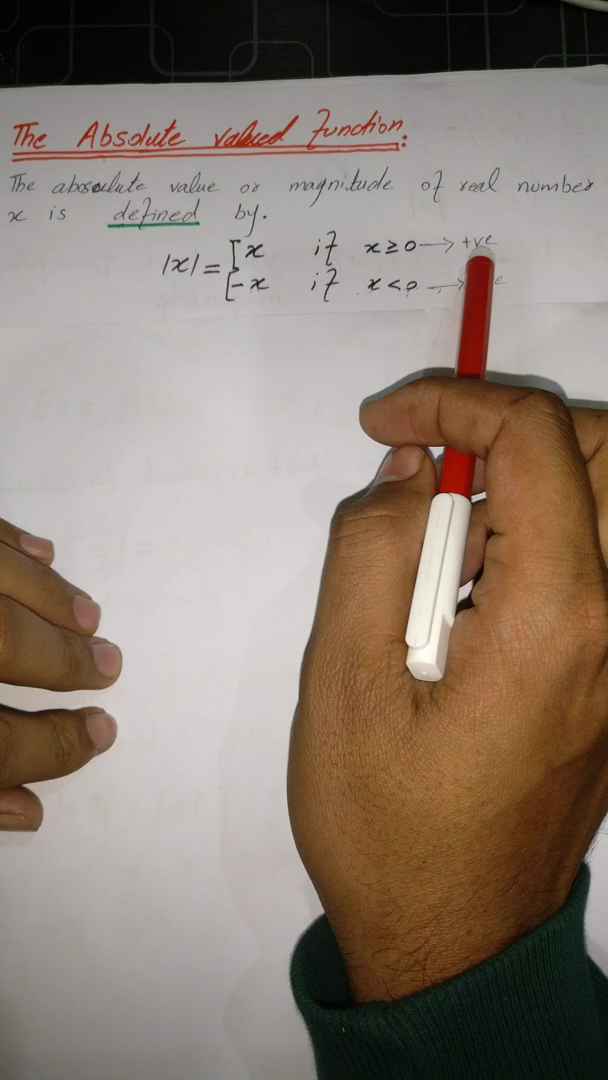 The Absolute valued Function:
The abosulute value or magnitude of real number
x is defined by.
|x| = [ x if x ≥ 0 → +ve
-x if x < 0 →